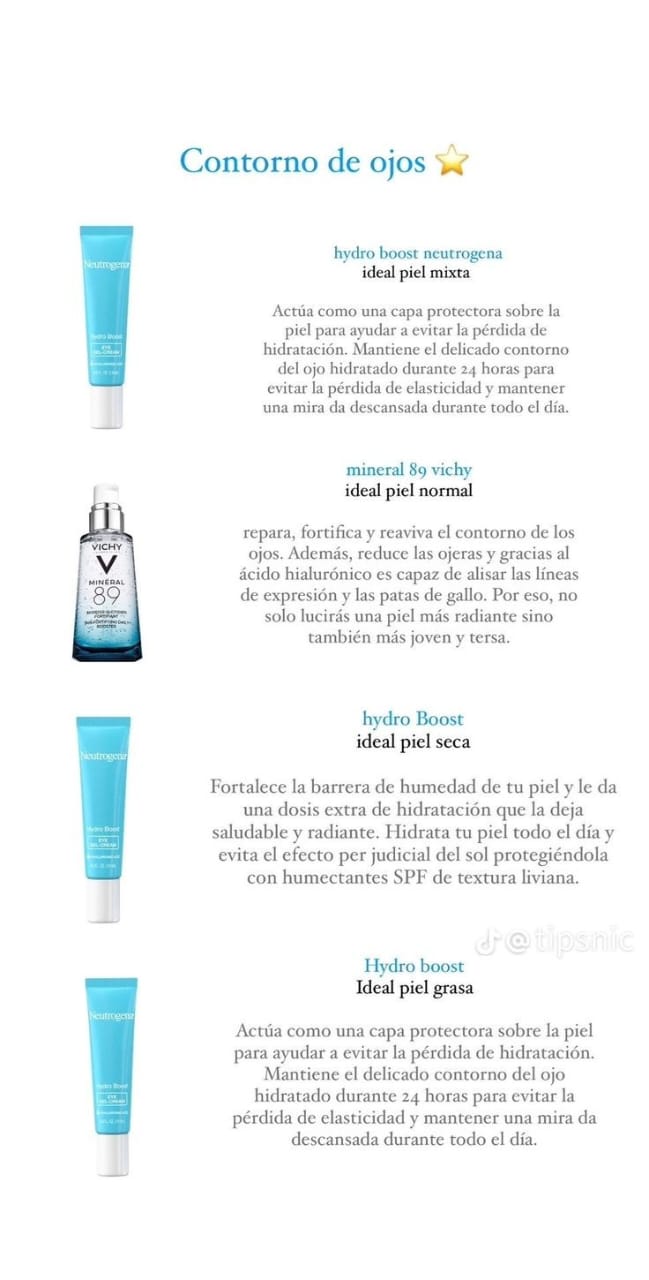 Contorno de ojos ⭐
Neutrogena
Hydro Boost
EYE
GEL-CREAM
hydro boost neutrogena
ideal piel mixta
Actúa como una capa protectora sobre la
piel para ayudar a evitar la pérdida de
hidratación. Mantiene el delicado contorno
del ojo hidratado durante 24 horas para
evitar la pérdida de elasticidad y mantener
una mira da descansada durante todo el día.
VICHY
MINÉRAL
89
mineral 89 vichy
ideal piel normal
repara, fortifica y reaviva el contorno de los
ojos. Además, reduce las ojeras y gracias al
ácido hialurónico es capaz de alisar las líneas
de expresión y las patas de gallo. Por eso, no
solo lucirás una piel más radiante sino
también más joven y tersa.
Neutrogena
Hydro Boost
EYE
GEL-CREAM
hydro Boost
ideal piel seca
Fortalece la barrera de humedad de tu piel y le da
una dosis extra de hidratación que la deja
saludable y radiante. Hidrata tu piel todo el día y
evita el efecto per judicial del sol protegiéndola
con humectantes SPF de textura liviana.
@tipsnic
Neutrogena
Hydro Boost
EYE
GEL-CREAM
Hydro boost
Ideal piel grasa
Actúa como una capa protectora sobre la piel
para ayudar a evitar la pérdida de hidratación.
Mantiene el delicado contorno del ojo
hidratado durante 24 horas para evitar la
pérdida de elasticidad y mantener una mira da
descansada durante todo el día.